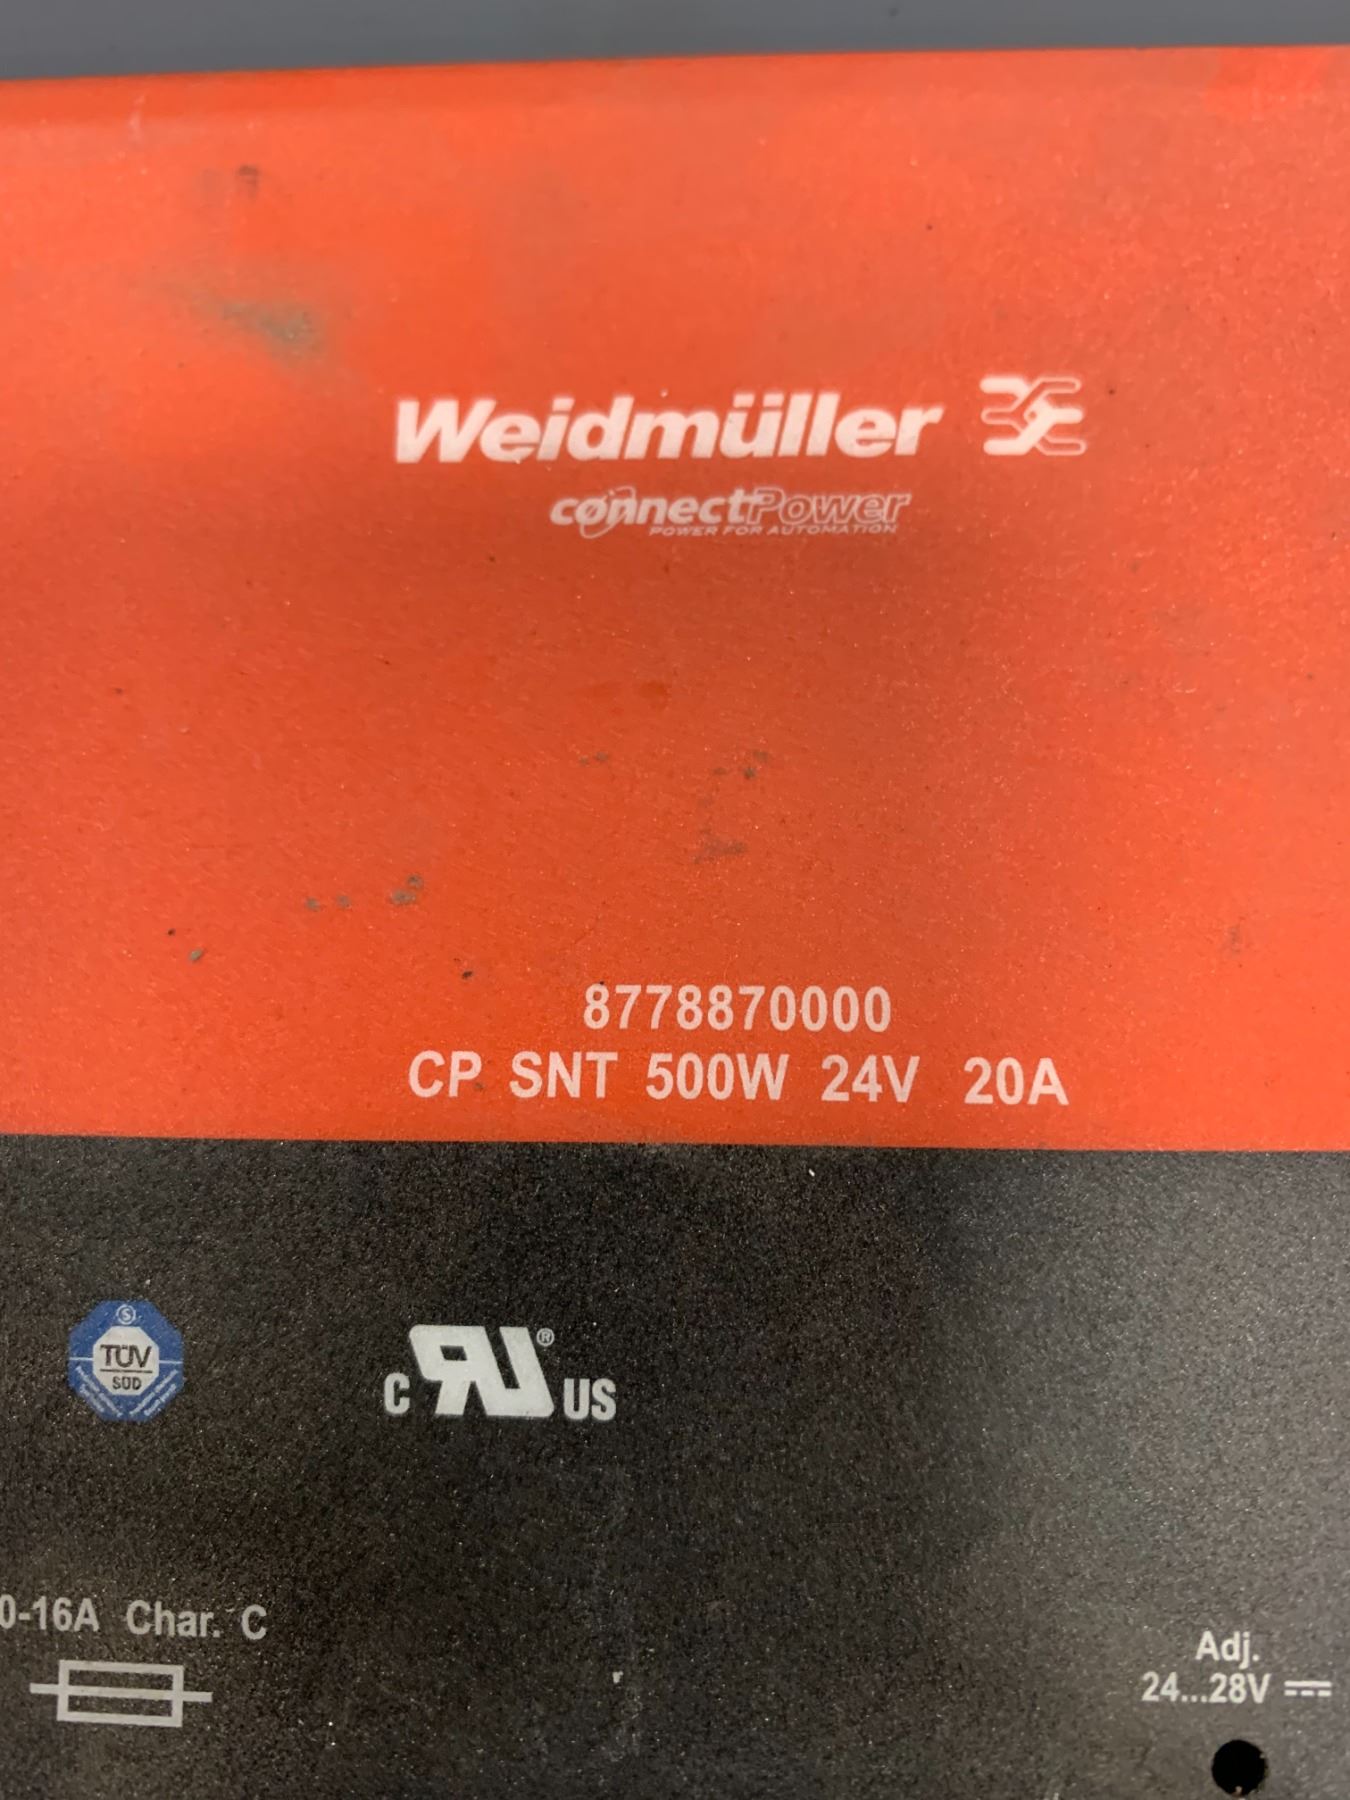 Weidmüller
connectPower
POWER FOR AUTOMATION
8778870000
CP SNT 500W 24V 20A
S
TÜV
SÜD
C RU® US
0-16A Char. C
Adj.
24...28V